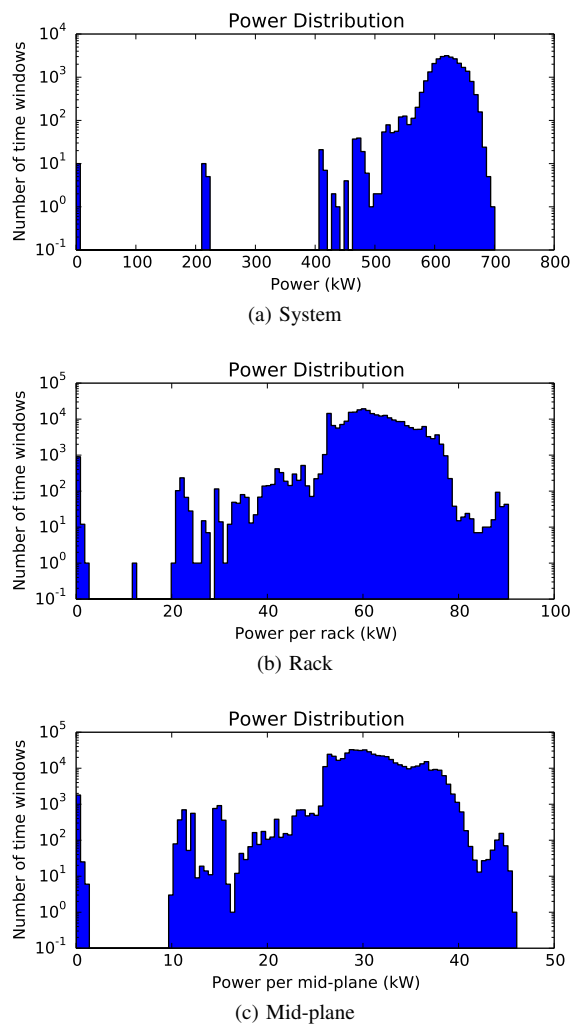 Power Distribution
Number of time windows
10^4
10^3
10^2
10^1
10^0
10^-1
0 100 200 300 400 500 600 700 800
Power (kW)
(a) System
Power Distribution
Number of time windows
10^5
10^4
10^3
10^2
10^1
10^0
10^-1
0 20 40 60 80 100
Power per rack (kW)
(b) Rack
Power Distribution
Number of time windows
10^5
10^4
10^3
10^2
10^1
10^0
10^-1
0 10 20 30 40 50
Power per mid-plane (kW)
(c) Mid-plane